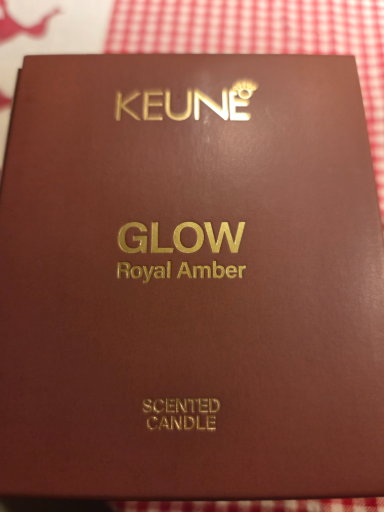 KEUNE
GLOW
Royal Amber
SCENTED
CANDLE